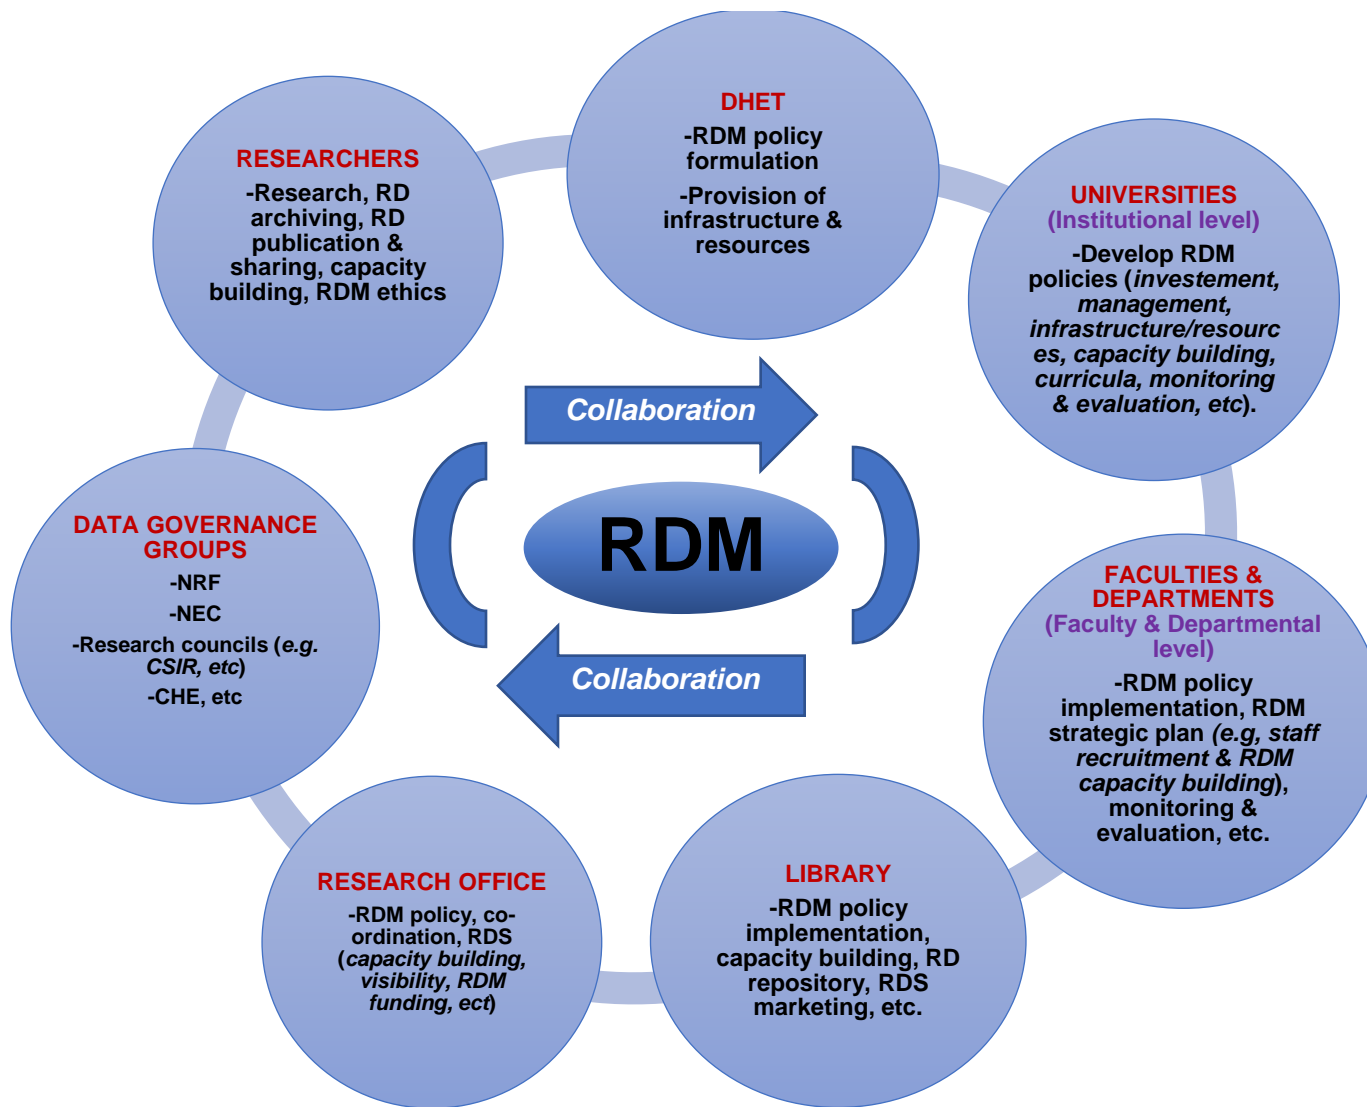 DHET
-RDM policy
formulation
-Provision of
infrastructure &
resources
UNIVERSITIES
(Institutional level)
-Develop RDM
policies (investement,
management,
infrastructure/resourc
es, capacity building,
curricula, monitoring
& evaluation, etc).
FACULTIES &
DEPARTMENTS
(Faculty & Departmental
level)
-RDM policy
implementation, RDM
strategic plan (e.g, staff
recruitment & RDM
capacity building),
monitoring &
evaluation, etc.
LIBRARY
-RDM policy
implementation,
capacity building, RD
repository, RDS
marketing, etc.
RESEARCH OFFICE
-RDM policy, co-
ordination, RDS
(capacity building,
visibility, RDM
funding, ect)
DATA GOVERNANCE
GROUPS
-NRF
-NEC
-Research councils (e.g.
CSIR, etc)
-CHE, etc
RESEARCHERS
-Research, RD
archiving, RD
publication &
sharing, capacity
building, RDM ethics
Collaboration
RDM
Collaboration